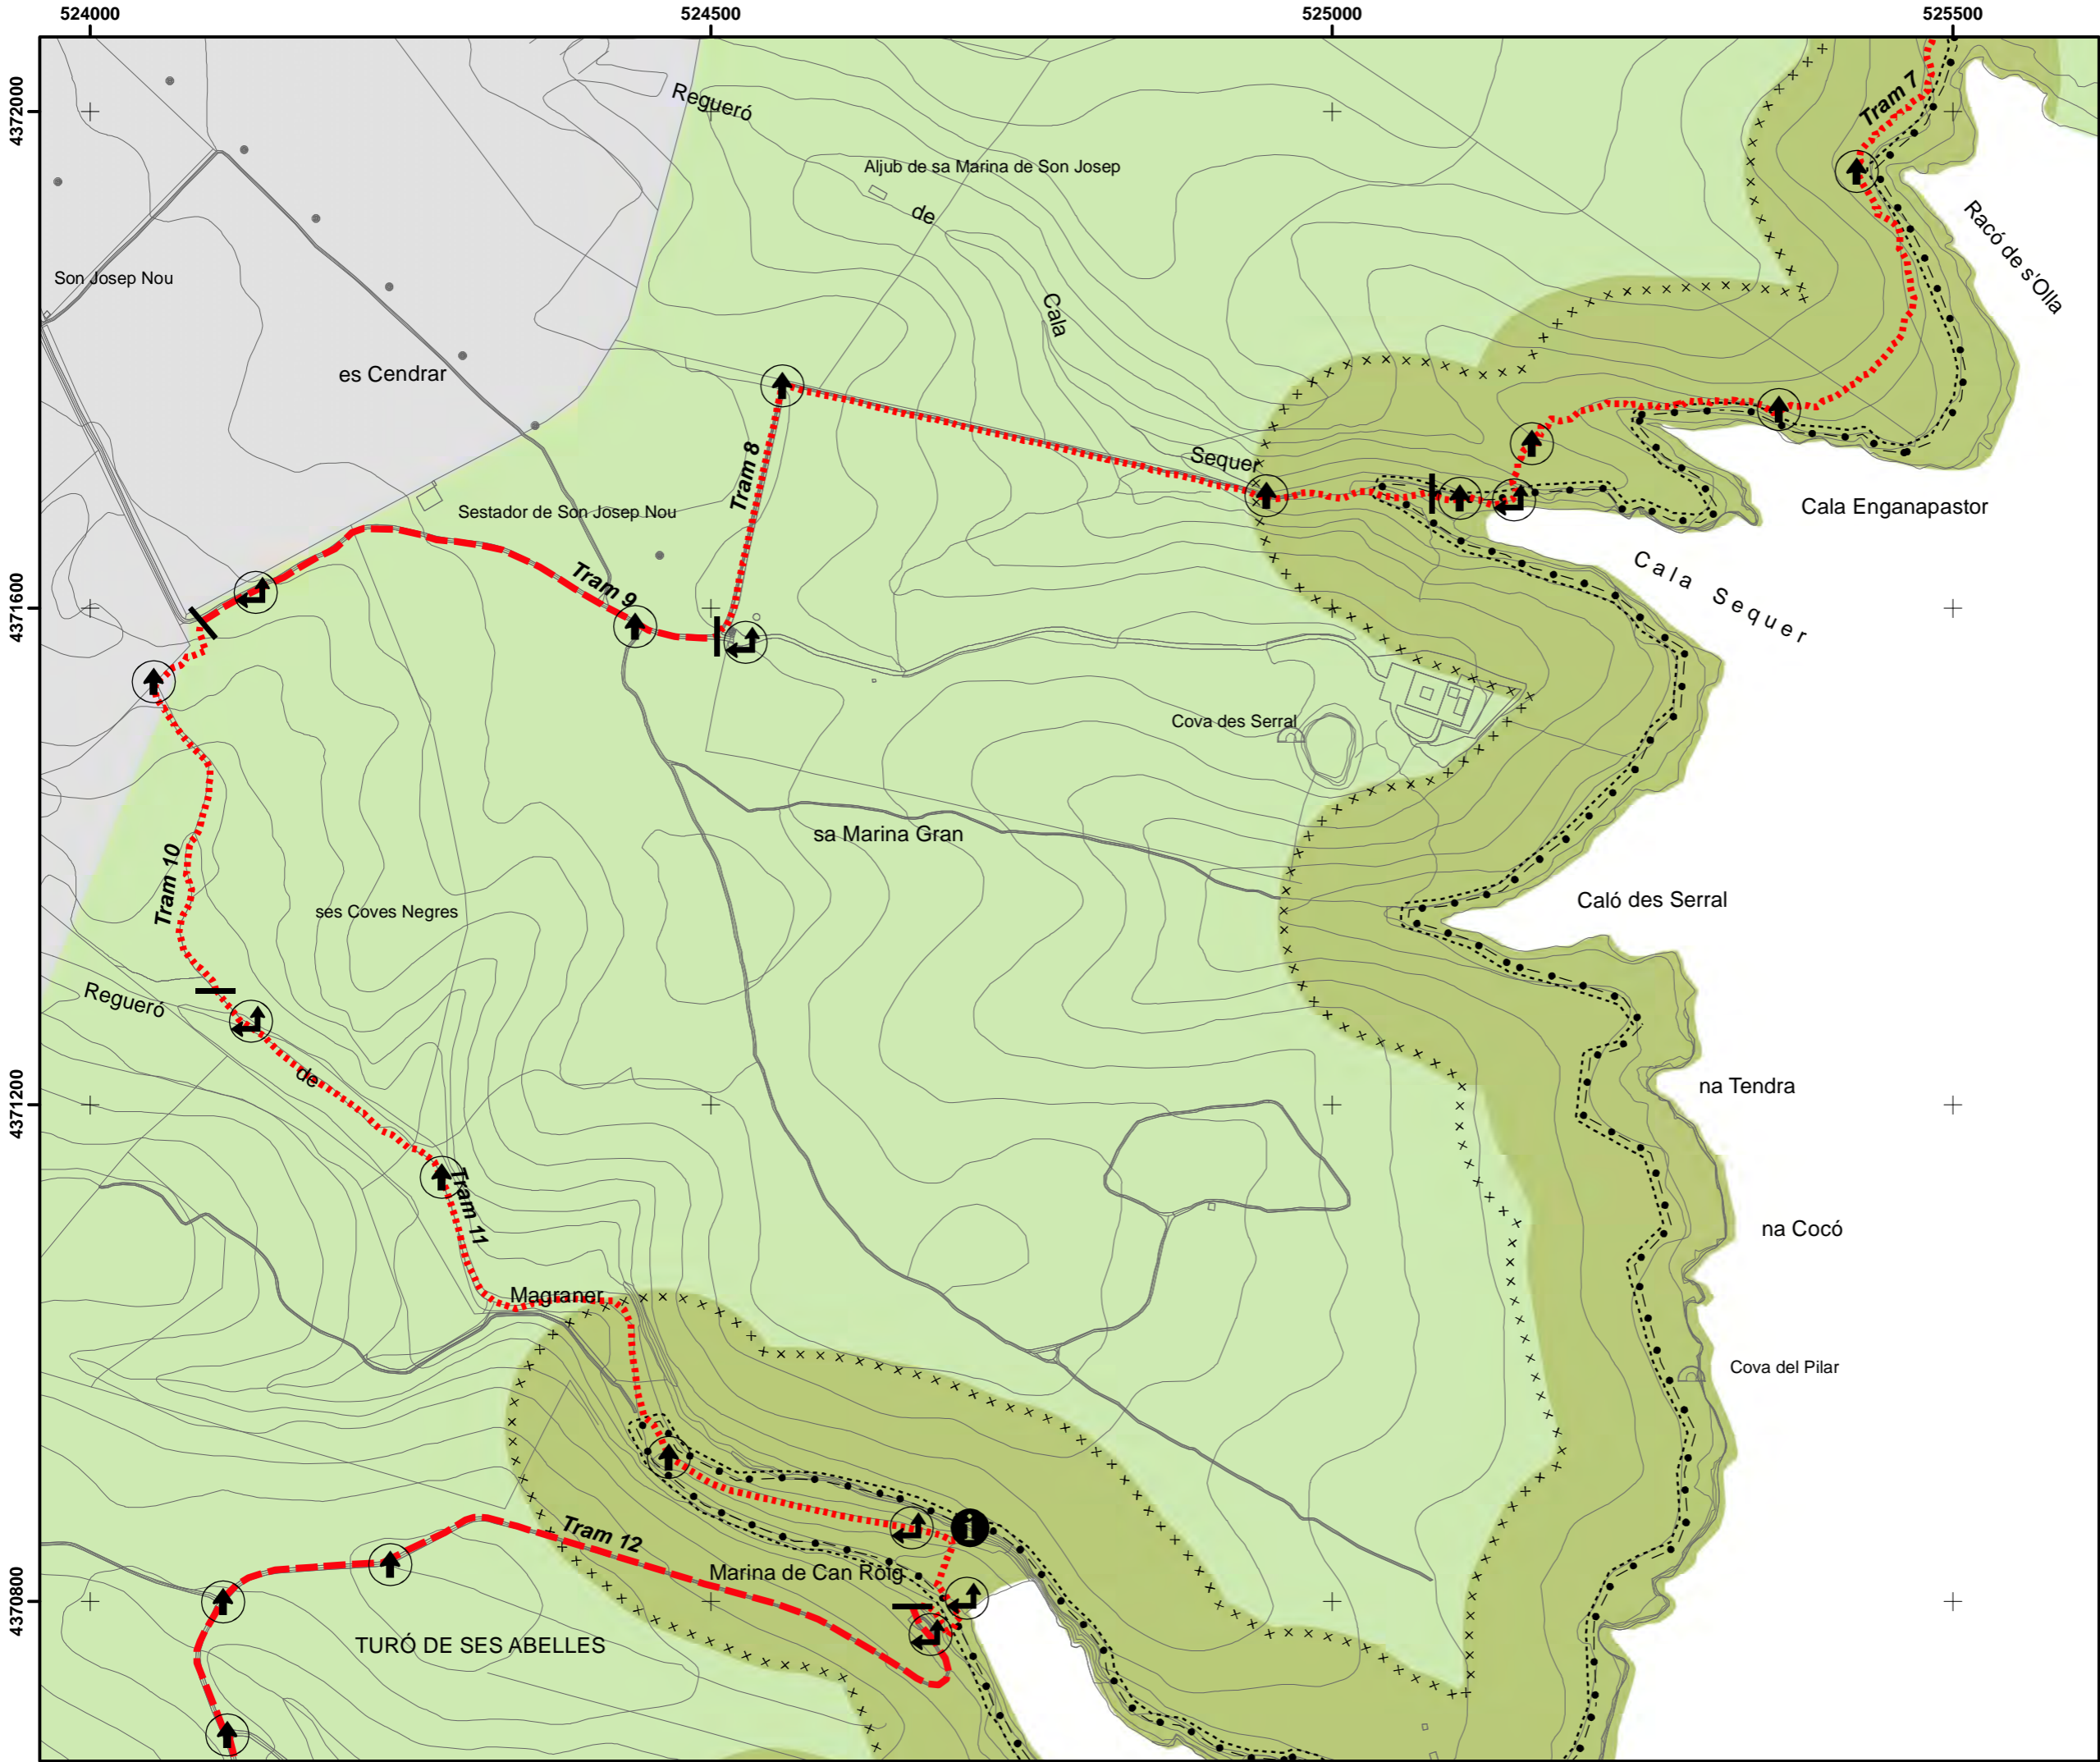 524000
524500
525000
525500
4372000
4371600
4371200
4370800
Tram 7
Regueró
Aljub de sa Marina de Son Josep
de
Racó de s'Olla
Son Josep Nou
Cala
es Cendrar
Sequer
Tram 8
Cala Enganapastor
Sestador de Son Josep Nou
Tram 9
Cala Sequer
Cova des Serral
sa Marina Gran
Tram 10
Caló des Serral
ses Coves Negres
Regueró
de
na Tendra
Tram 11
na Cocó
Magraner
Cova del Pilar
Tram 12
i
Marina de Can Roig
TURÓ DE SES ABELLES